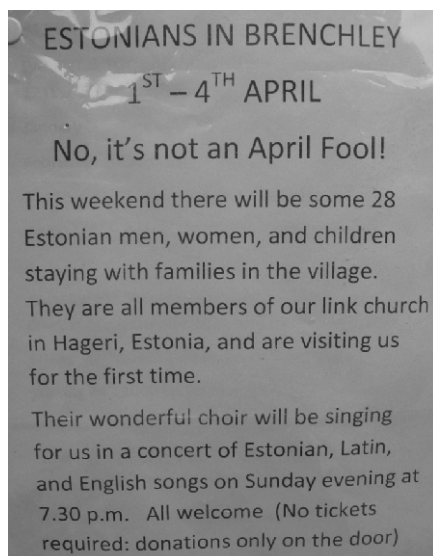 ESTONIANS IN BRENCHLEY
1ST – 4TH APRIL
No, it's not an April Fool!
This weekend there will be some 28
Estonian men, women, and children
staying with families in the village.
They are all members of our link church
in Hageri, Estonia, and are visiting us
for the first time.
Their wonderful choir will be singing
for us in a concert of Estonian, Latin,
and English songs on Sunday evening at
7.30 p.m. All welcome (No tickets
required: donations only on the door)